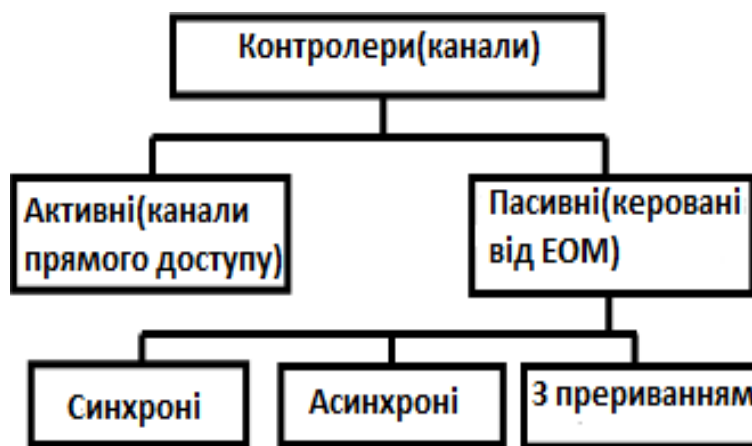 Контролери(канали)
Активні(канали
прямого доступу)
Пасивні(керовані
від ЕОМ)
Синхроні
Асинхроні
З прериванням